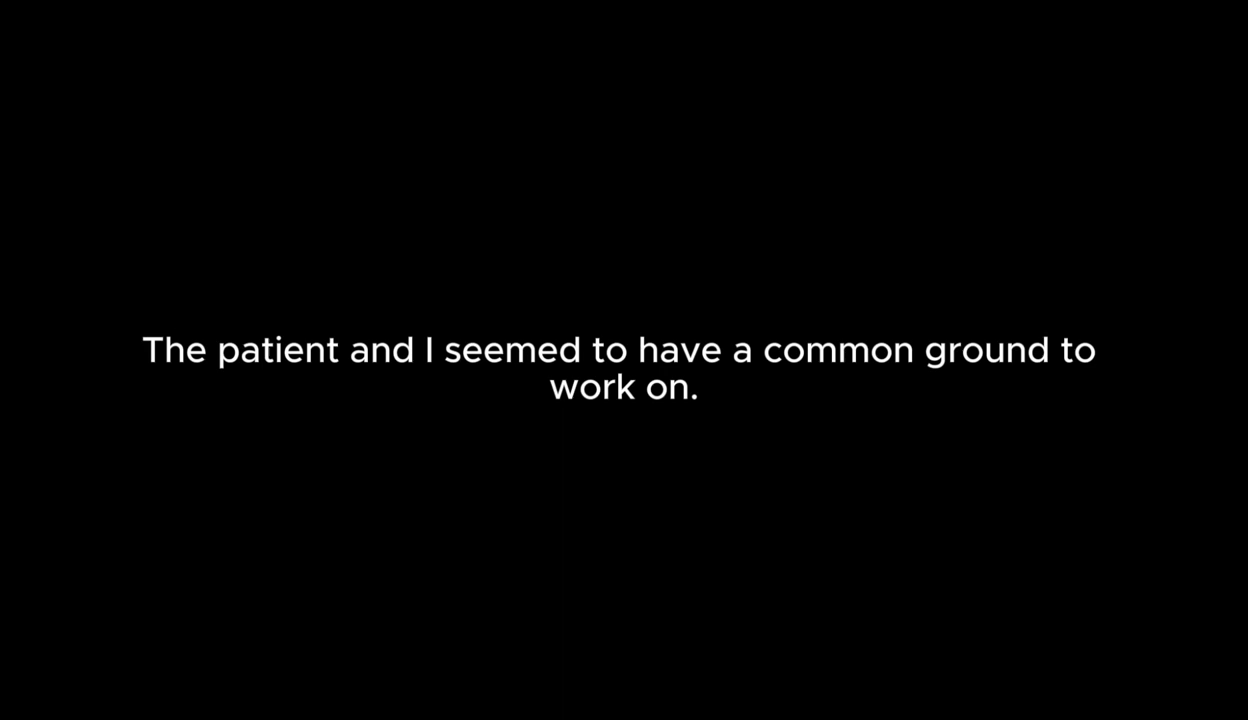 The patient and I seemed to have a common ground to
work on.